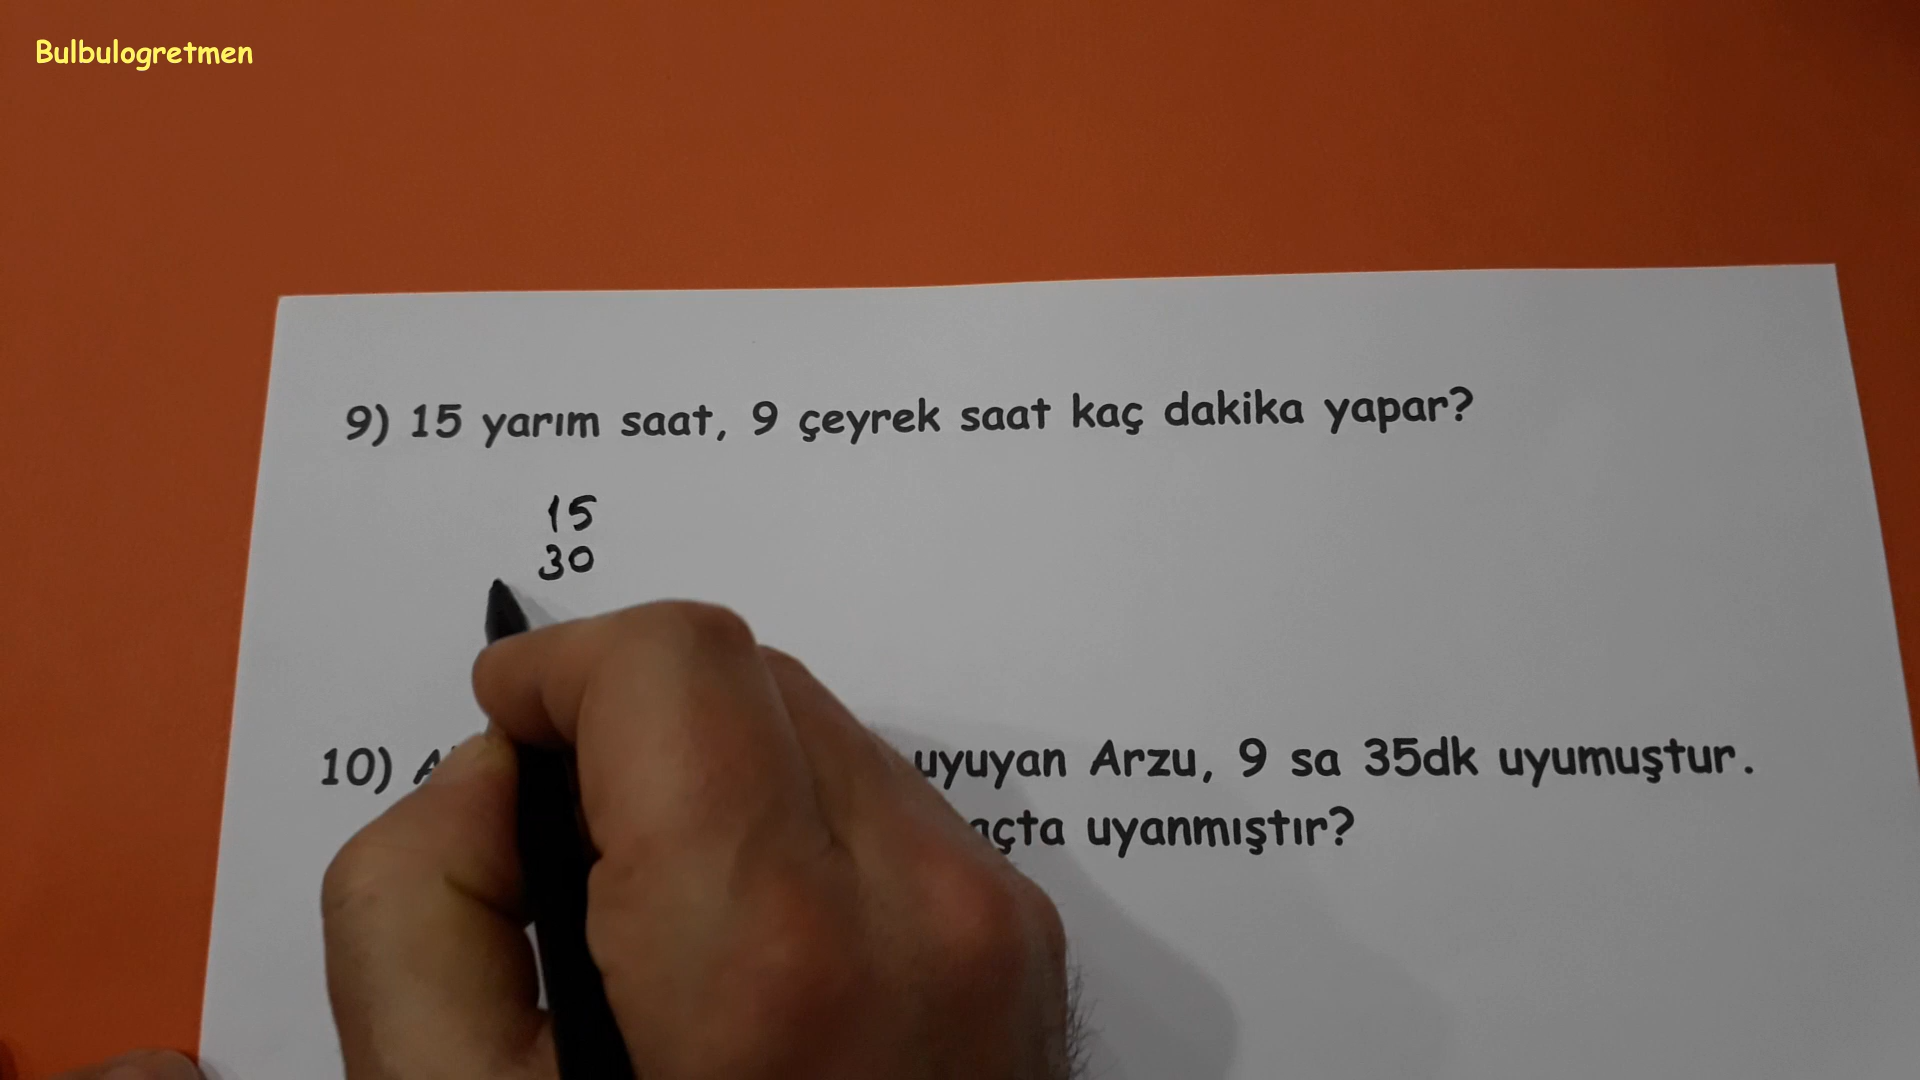 Bulbulogretmen
9) 15 yarım saat, 9 çeyrek saat kaç dakika yapar?
15
30
10) uyuyan Arzu, 9 sa 35dk uyumuştur.
uyanmıştır?